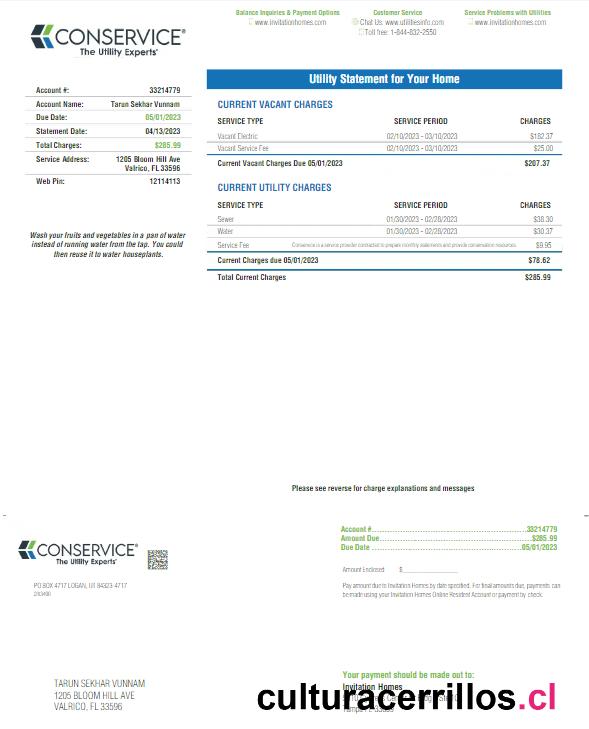 Balance Inquiries & Payment Options
www.invitationhomes.com
Customer Service
Chat Us: www.utilitiesinfo.com
Toll free: 1-844-832-2550
Service Problems with Utilities
www.invitationhomes.com
CONSERVICE®
The Utility Experts®
Account #: 33214779
Account Name: Tarun Sekhar Vunnam
Due Date: 05/01/2023
Statement Date: 04/13/2023
Total Charges: $285.99
Service Address: 1205 Bloom Hill Ave
Valrico, FL 33596
Web Pin: 12114113
Wash your fruits and vegetables in a pan of water
instead of running water from the tap. You could
then reuse it to water houseplants.
Utility Statement for Your Home
CURRENT VACANT CHARGES
SERVICE TYPE SERVICE PERIOD CHARGES
Vacant Electric 02/10/2023 - 03/10/2023 $182.37
Vacant Service Fee 02/10/2023 - 03/10/2023 $25.00
Current Vacant Charges Due 05/01/2023 $207.37
CURRENT UTILITY CHARGES
SERVICE TYPE SERVICE PERIOD CHARGES
Sewer 01/30/2023 - 02/28/2023 $38.30
Water 01/30/2023 - 02/28/2023 $30.37
Service Fee Conservice is a service provider contracted to prepare monthly statements and provide conservation resources. $9.95
Current Charges due 05/01/2023 $78.62
Total Current Charges $285.99
Please see reverse for charge explanations and messages
CONSERVICE®
The Utility Experts®
PO BOX 4717 LOGAN, UT 84323-4717
Account # 33214779
Amount Due $285.99
Due Date 05/01/2023
Amount Enclosed $
Pay amount due to Invitation Homes by date specified. For final amounts due, payments can
be made using your Invitation Homes Online Resident Account or payment by check.
TARUN SEKHAR VUNNAM
1205 BLOOM HILL AVE
VALRICO, FL 33596
Your payment should be made out to:
Invitation Homes
culturacerrillos.cl